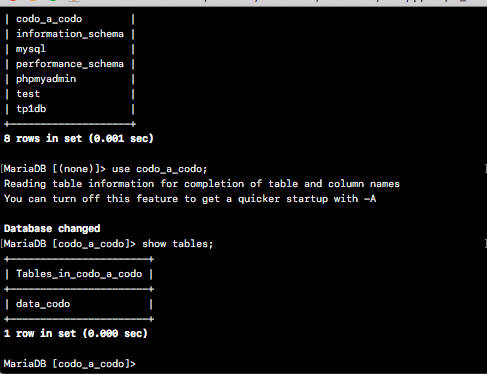 | codo_a_codo        |
| information_schema |
| mysql              |
| performance_schema |
| phpmyadmin         |
| test               |
| tp1db              |
+--------------------+
8 rows in set (0.001 sec)
[MariaDB [(none)]> use codo_a_codo;]
Reading table information for completion of table and column names
You can turn off this feature to get a quicker startup with -A
Database changed
[MariaDB [codo_a_codo]> show tables;]
+-----------------------+
| Tables_in_codo_a_codo |
+-----------------------+
| data_codo             |
+-----------------------+
1 row in set (0.000 sec)
MariaDB [codo_a_codo]>